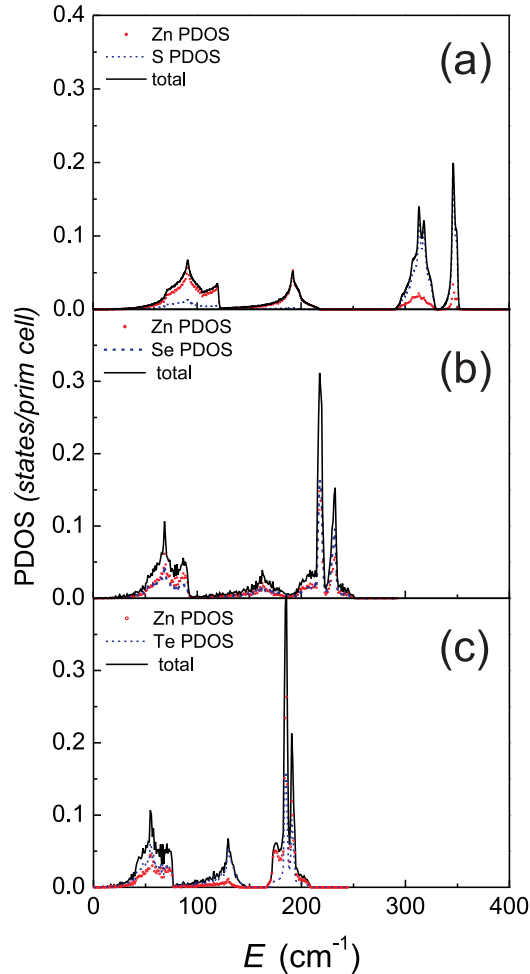 0.4
Zn PDOS
S PDOS
total
(a)
0.3
0.2
0.1
0.0
Zn PDOS
Se PDOS
total
(b)
0.3
0.2
0.1
0.0
Zn PDOS
Te PDOS
total
(c)
0.3
0.2
0.1
0.0
0 100 200 300 400
PDOS (states/prim cell)
E (cm⁻¹)